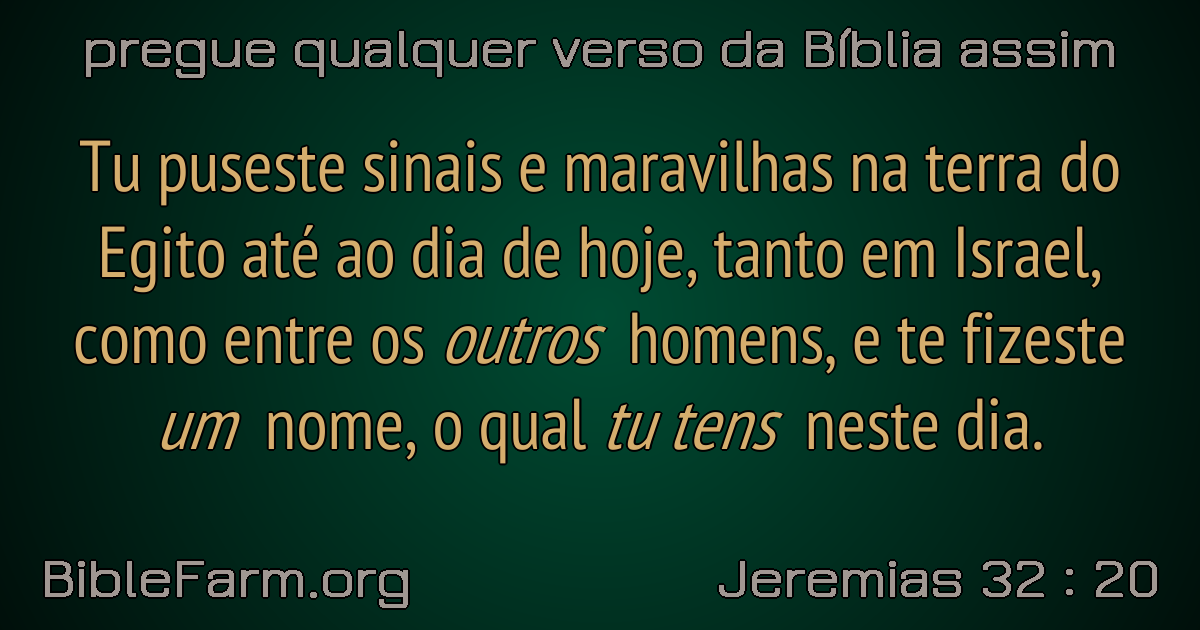 pregue qualquer verso da Bíblia assim
Tu puseste sinais e maravilhas na terra do
Egito até ao dia de hoje, tanto em Israel,
como entre os outros homens, e te fizeste
um nome, o qual tu tens neste dia.
BibleFarm.org
Jeremias 32 : 20